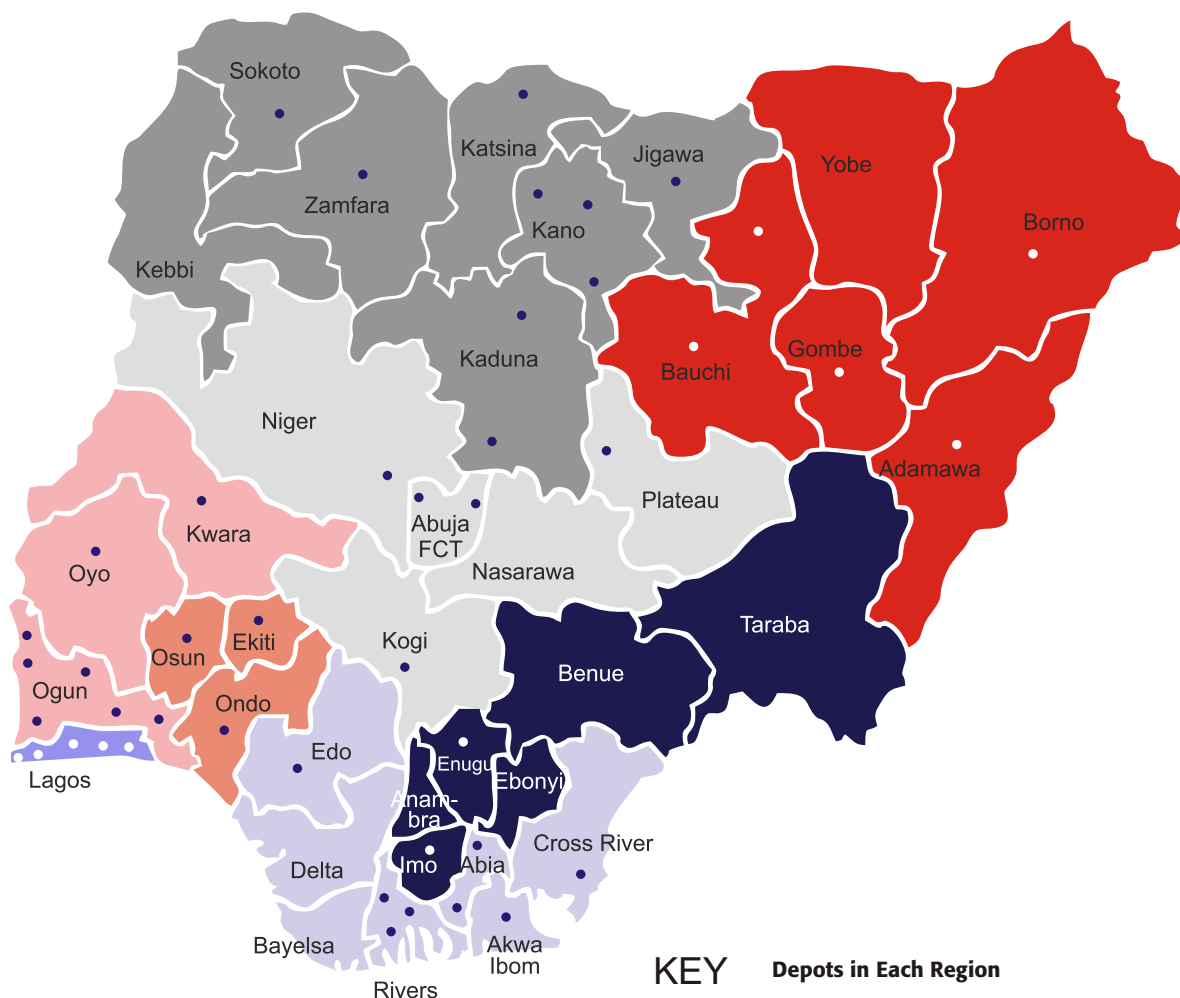 Sokoto
Katsina
Jigawa
Yobe
Zamfara
Kano
Borno
Kebbi
Kaduna
Gombe
Bauchi
Niger
Adamawa
Plateau
Kwara
Abuja
FCT
Oyo
Nasarawa
Taraba
Kogi
Ekiti
Osun
Benue
Ogun
Ondo
Edo
Enugu
Lagos
Ebonyi
Anam-
bra
Cross River
Imo
Abia
Delta
Bayelsa
Akwa
Ibom
Rivers
KEY
Depots in Each Region